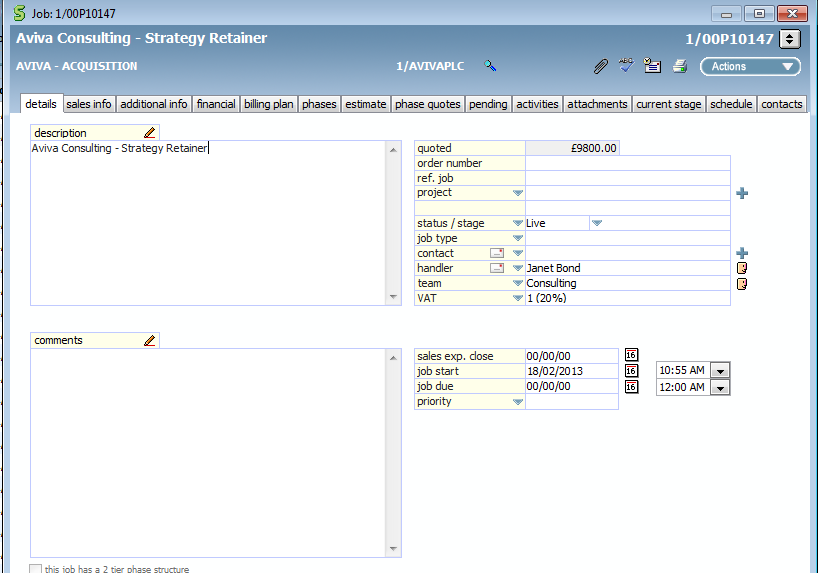 Job: 1/00P10147
Aviva Consulting - Strategy Retainer
1/00P10147
AVIVA - ACQUISITION
1/AVIVAPLC
ABC
Actions
details sales info additional info financial billing plan phases estimate phase quotes pending activities attachments current stage schedule contacts
description
Aviva Consulting - Strategy Retainer
quoted £9800.00
order number
ref. job
project
status / stage Live
job type
contact
handler Janet Bond
team Consulting
VAT 1 (20%)
comments
sales exp. close 00/00/00 16
job start 18/02/2013 16 10:55 AM
job due 00/00/00 16 12:00 AM
priority
this job has a 2 tier phase structure